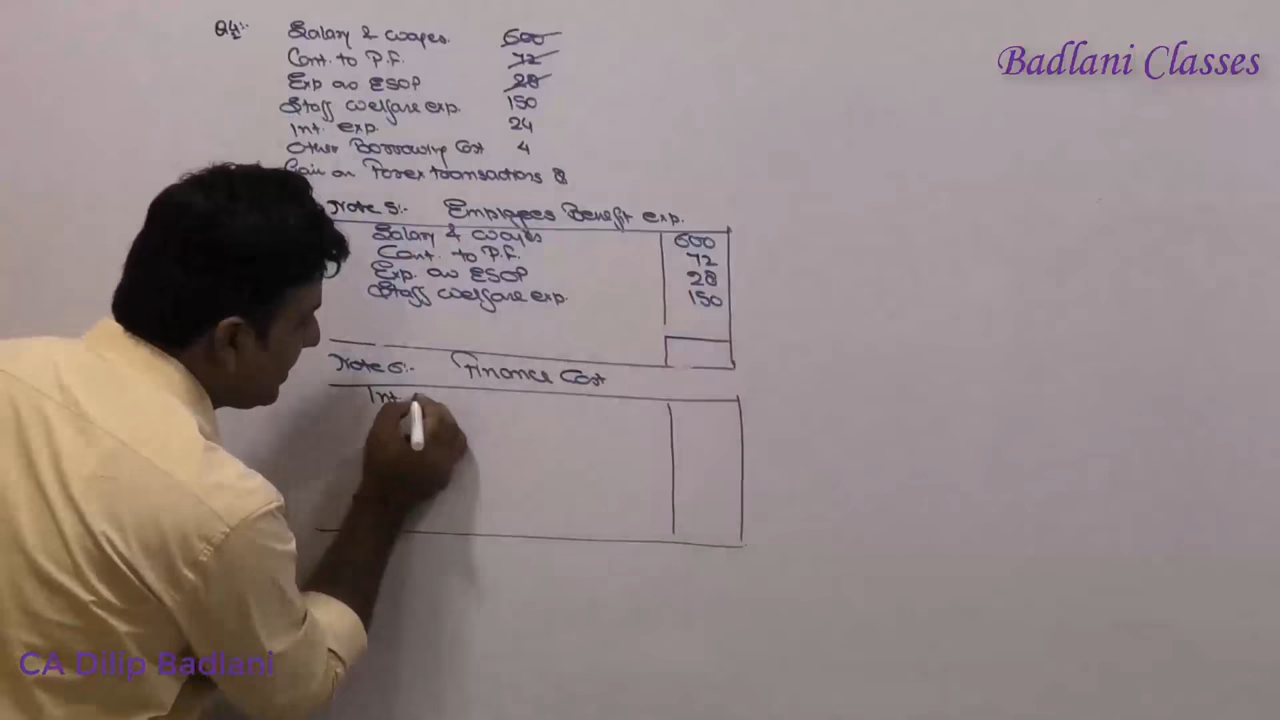 Badlani Classes
Q4:-
Salary & wages. 600
Cont. to P.F. 72
Exp on ESOP 28
Staff welfare exp. 150
Int. exp. 24
Other Borrowing Cost 4
Gain on Forex transactions 8
Note 5:- Employees Benefit exp.
Salary & wages 600
Cont. to P.F. 72
Exp. on ESOP 28
Staff welfare exp. 150
Note 6:- Finance Cost
Int.
CA Dilip Badlani